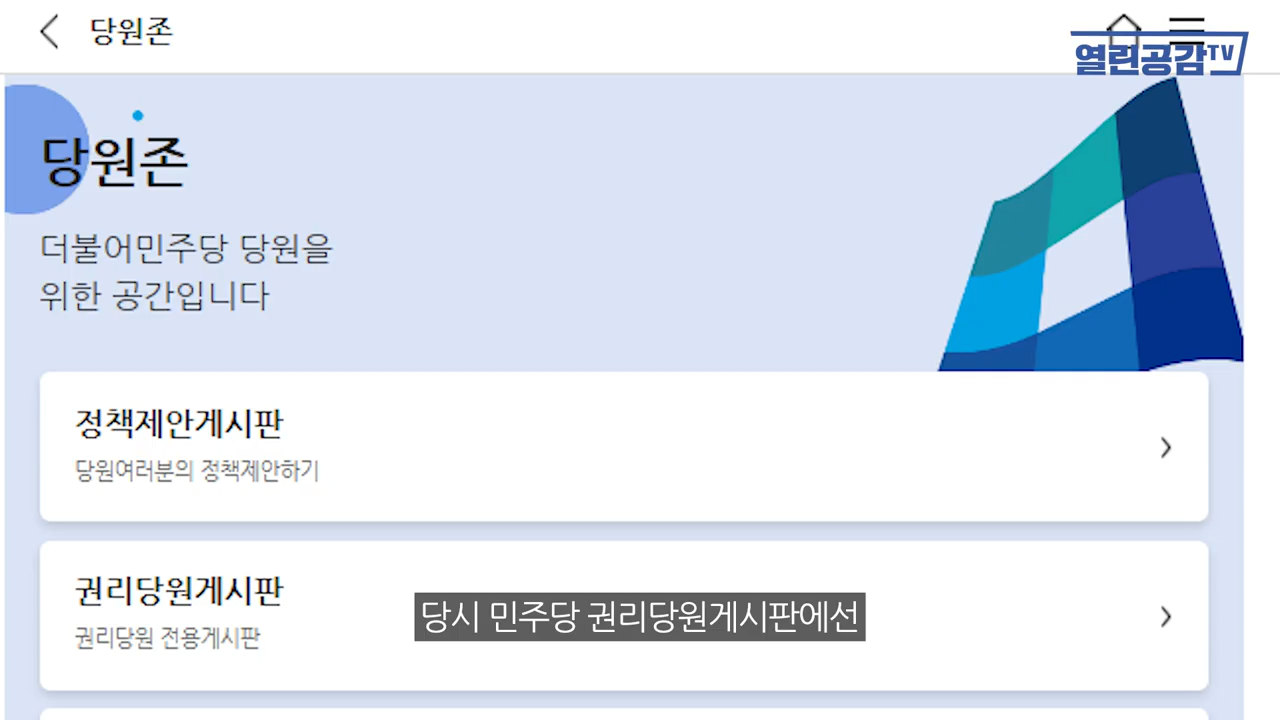 당원존
열린공감TV
당원존
더불어민주당 당원을
위한 공간입니다
정책제안게시판
당원여러분의 정책제안하기
권리당원게시판
권리당원 전용게시판
당시 민주당 권리당원게시판에선